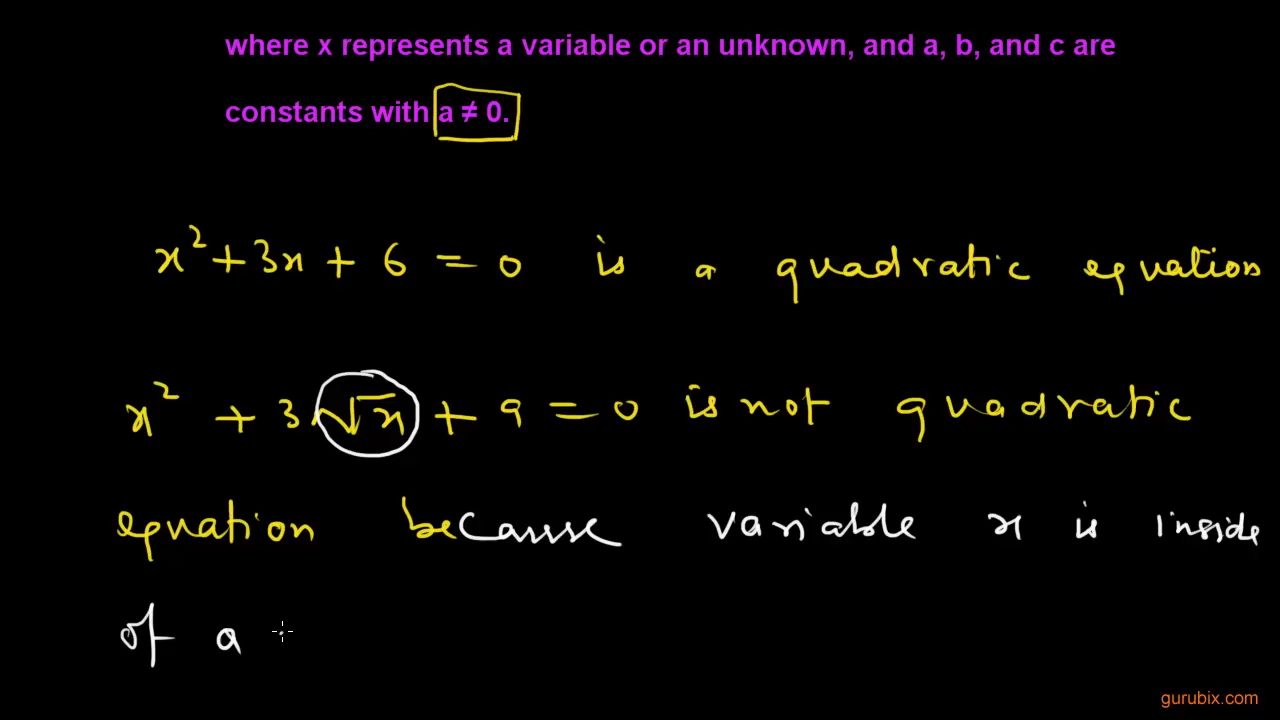 where x represents a variable or an unknown, and a, b, and c are
constants with a ≠ 0.
x² + 3x + 6 = 0 is a quadratic equation
x² + 3√x + 9 = 0 is not quadratic
equation because variable x is inside
of a
gurubix.com